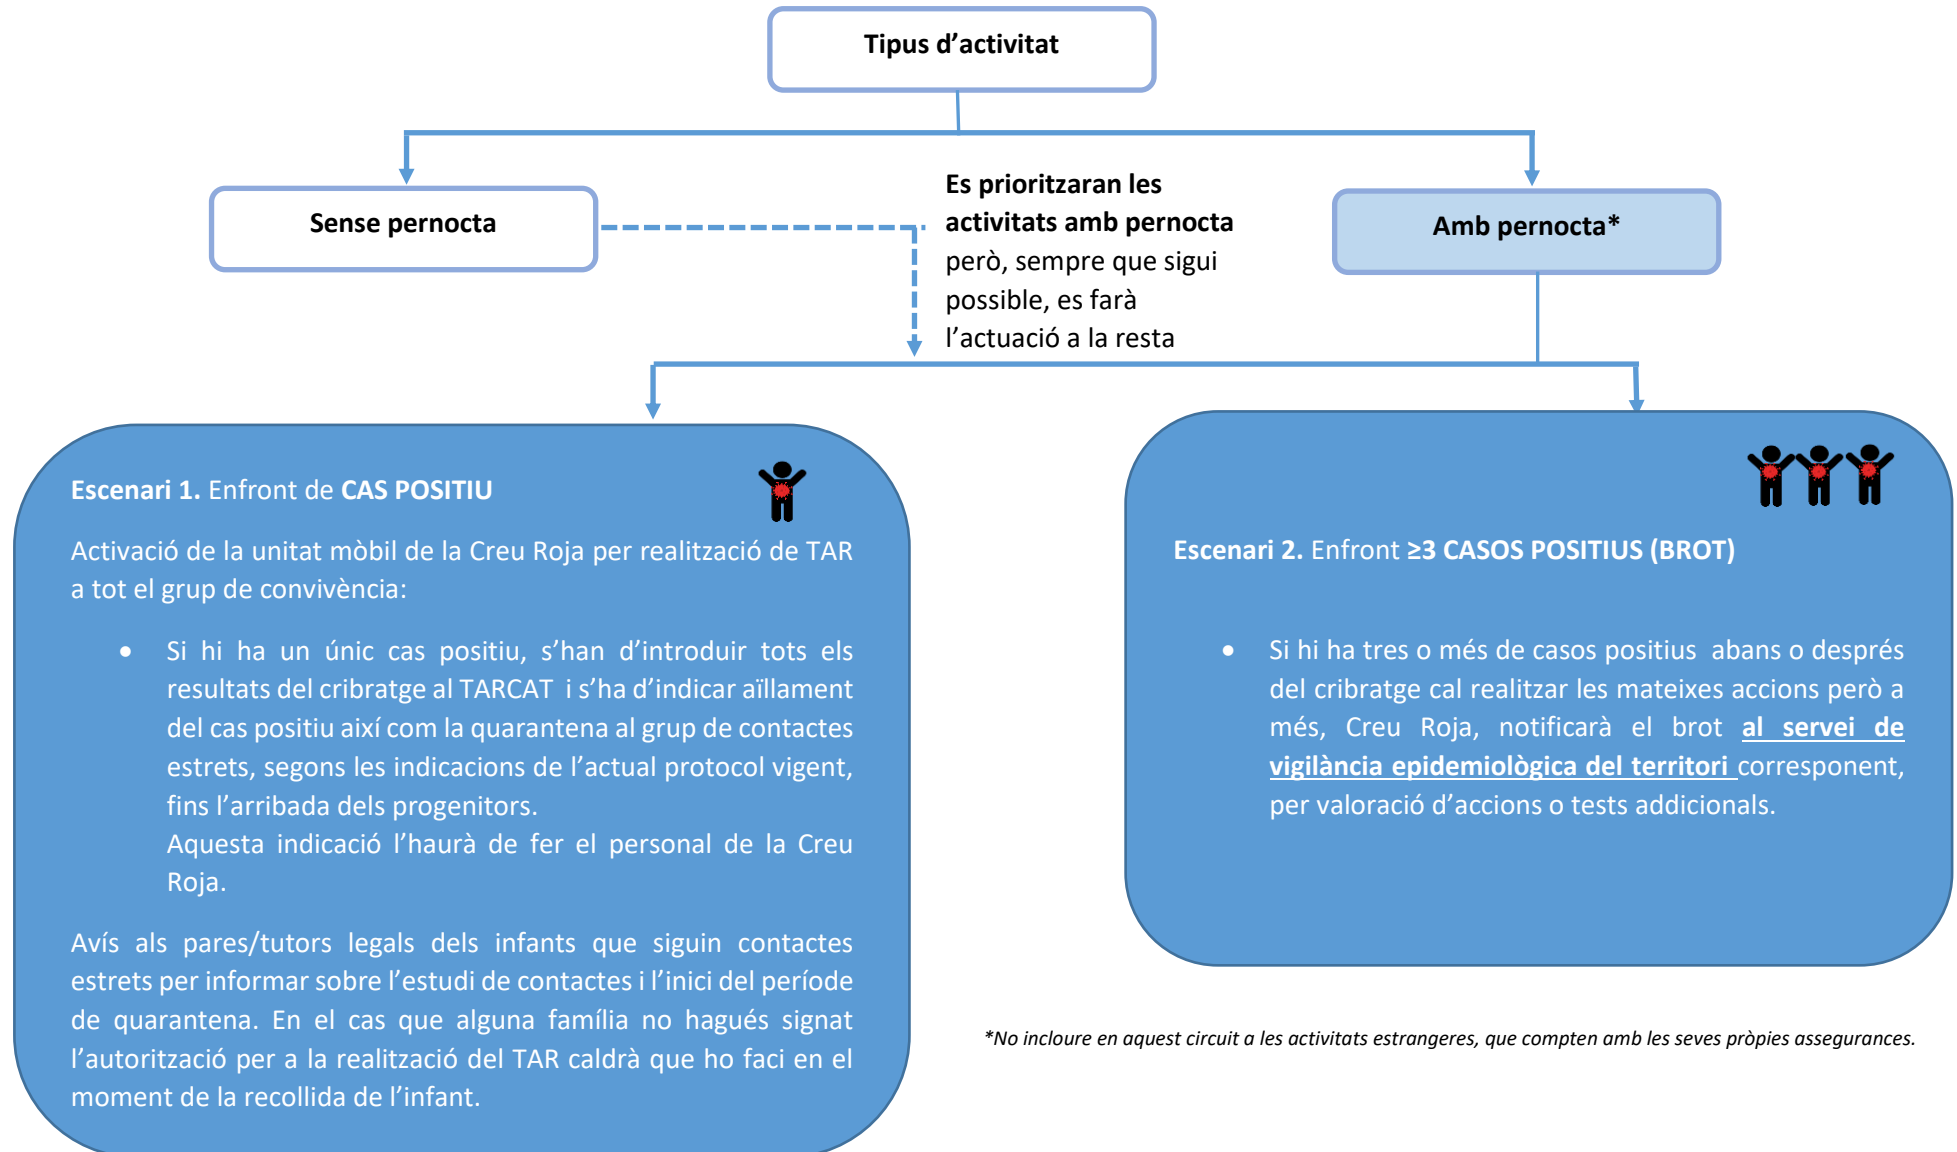 Tipus d’activitat
Sense pernocta
Es prioritzaran les
activitats amb pernocta
però, sempre que sigui
possible, es farà
l’actuació a la resta
Amb pernocta*
Escenari 1. Enfront de CAS POSITIU
Activació de la unitat mòbil de la Creu Roja per realització de TAR
a tot el grup de convivència:
• Si hi ha un únic cas positiu, s’han d’introduir tots els
resultats del cribratge al TARCAT i s’ha d’indicar aïllament
del cas positiu així com la quarantena al grup de contactes
estrets, segons les indicacions de l’actual protocol vigent,
fins l’arribada dels progenitors.
Aquesta indicació l’haurà de fer el personal de la Creu
Roja.
Avís als pares/tutors legals dels infants que siguin contactes
estrets per informar sobre l’estudi de contactes i l’inici del període
de quarantena. En el cas que alguna família no hagués signat
l’autorització per a la realització del TAR caldrà que ho faci en el
moment de la recollida de l’infant.
Escenari 2. Enfront ≥3 CASOS POSITIUS (BROT)
• Si hi ha tres o més de casos positius abans o després
del cribratge cal realitzar les mateixes accions però a
més, Creu Roja, notificarà el brot al servei de
vigilància epidemiològica del territori corresponent,
per valoració d’accions o tests addicionals.
*No incloure en aquest circuit a les activitats estrangeres, que compten amb les seves pròpies assegurances.